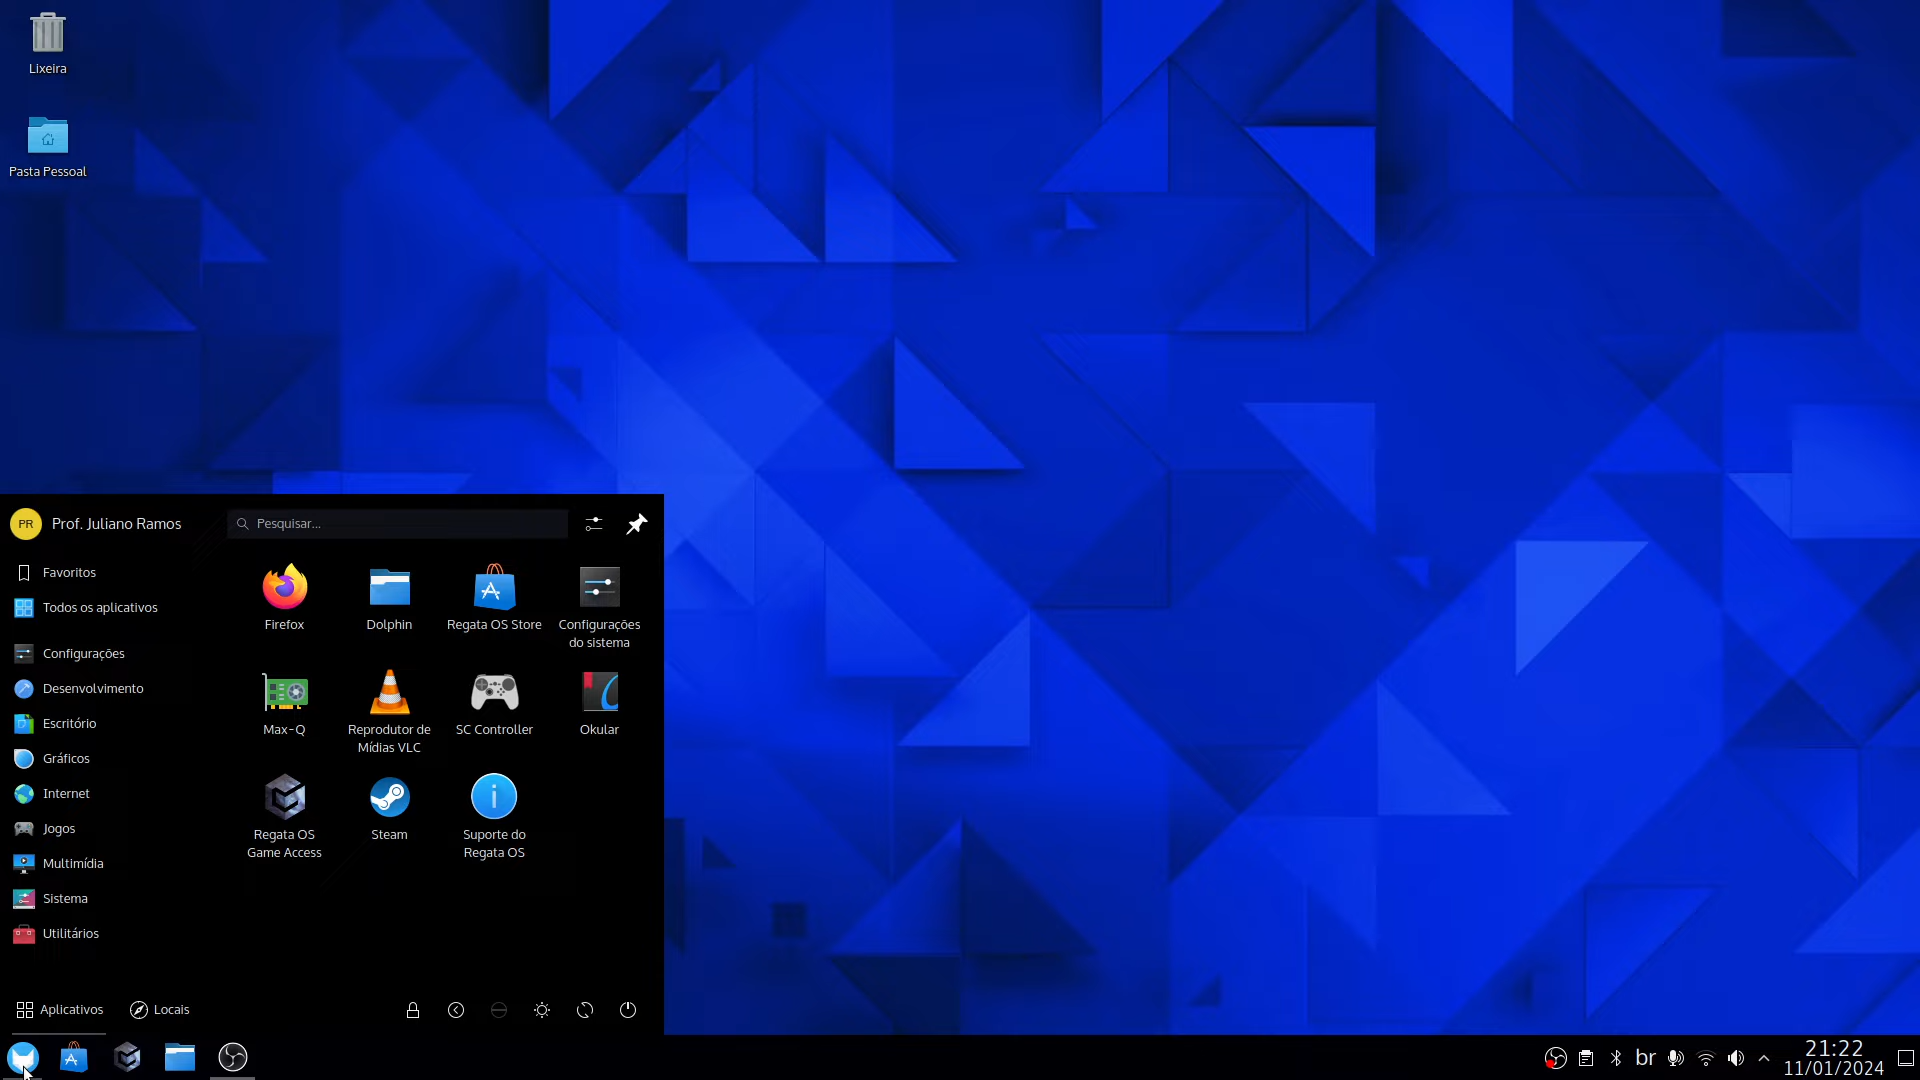 Lixeira
Pasta Pessoal
PR
Prof. Juliano Ramos
Pesquisar...
Favoritos
Todos os aplicativos
Configurações
Desenvolvimento
Escritório
Gráficos
Internet
Jogos
Multimídia
Sistema
Utilitários
Firefox
Dolphin
Regata OS Store
Configurações
do sistema
Max-Q
Reprodutor de
Mídias VLC
SC Controller
Okular
Regata OS
Game Access
Steam
Suporte do
Regata OS
Aplicativos
Locais
br
21:22
11/01/2024